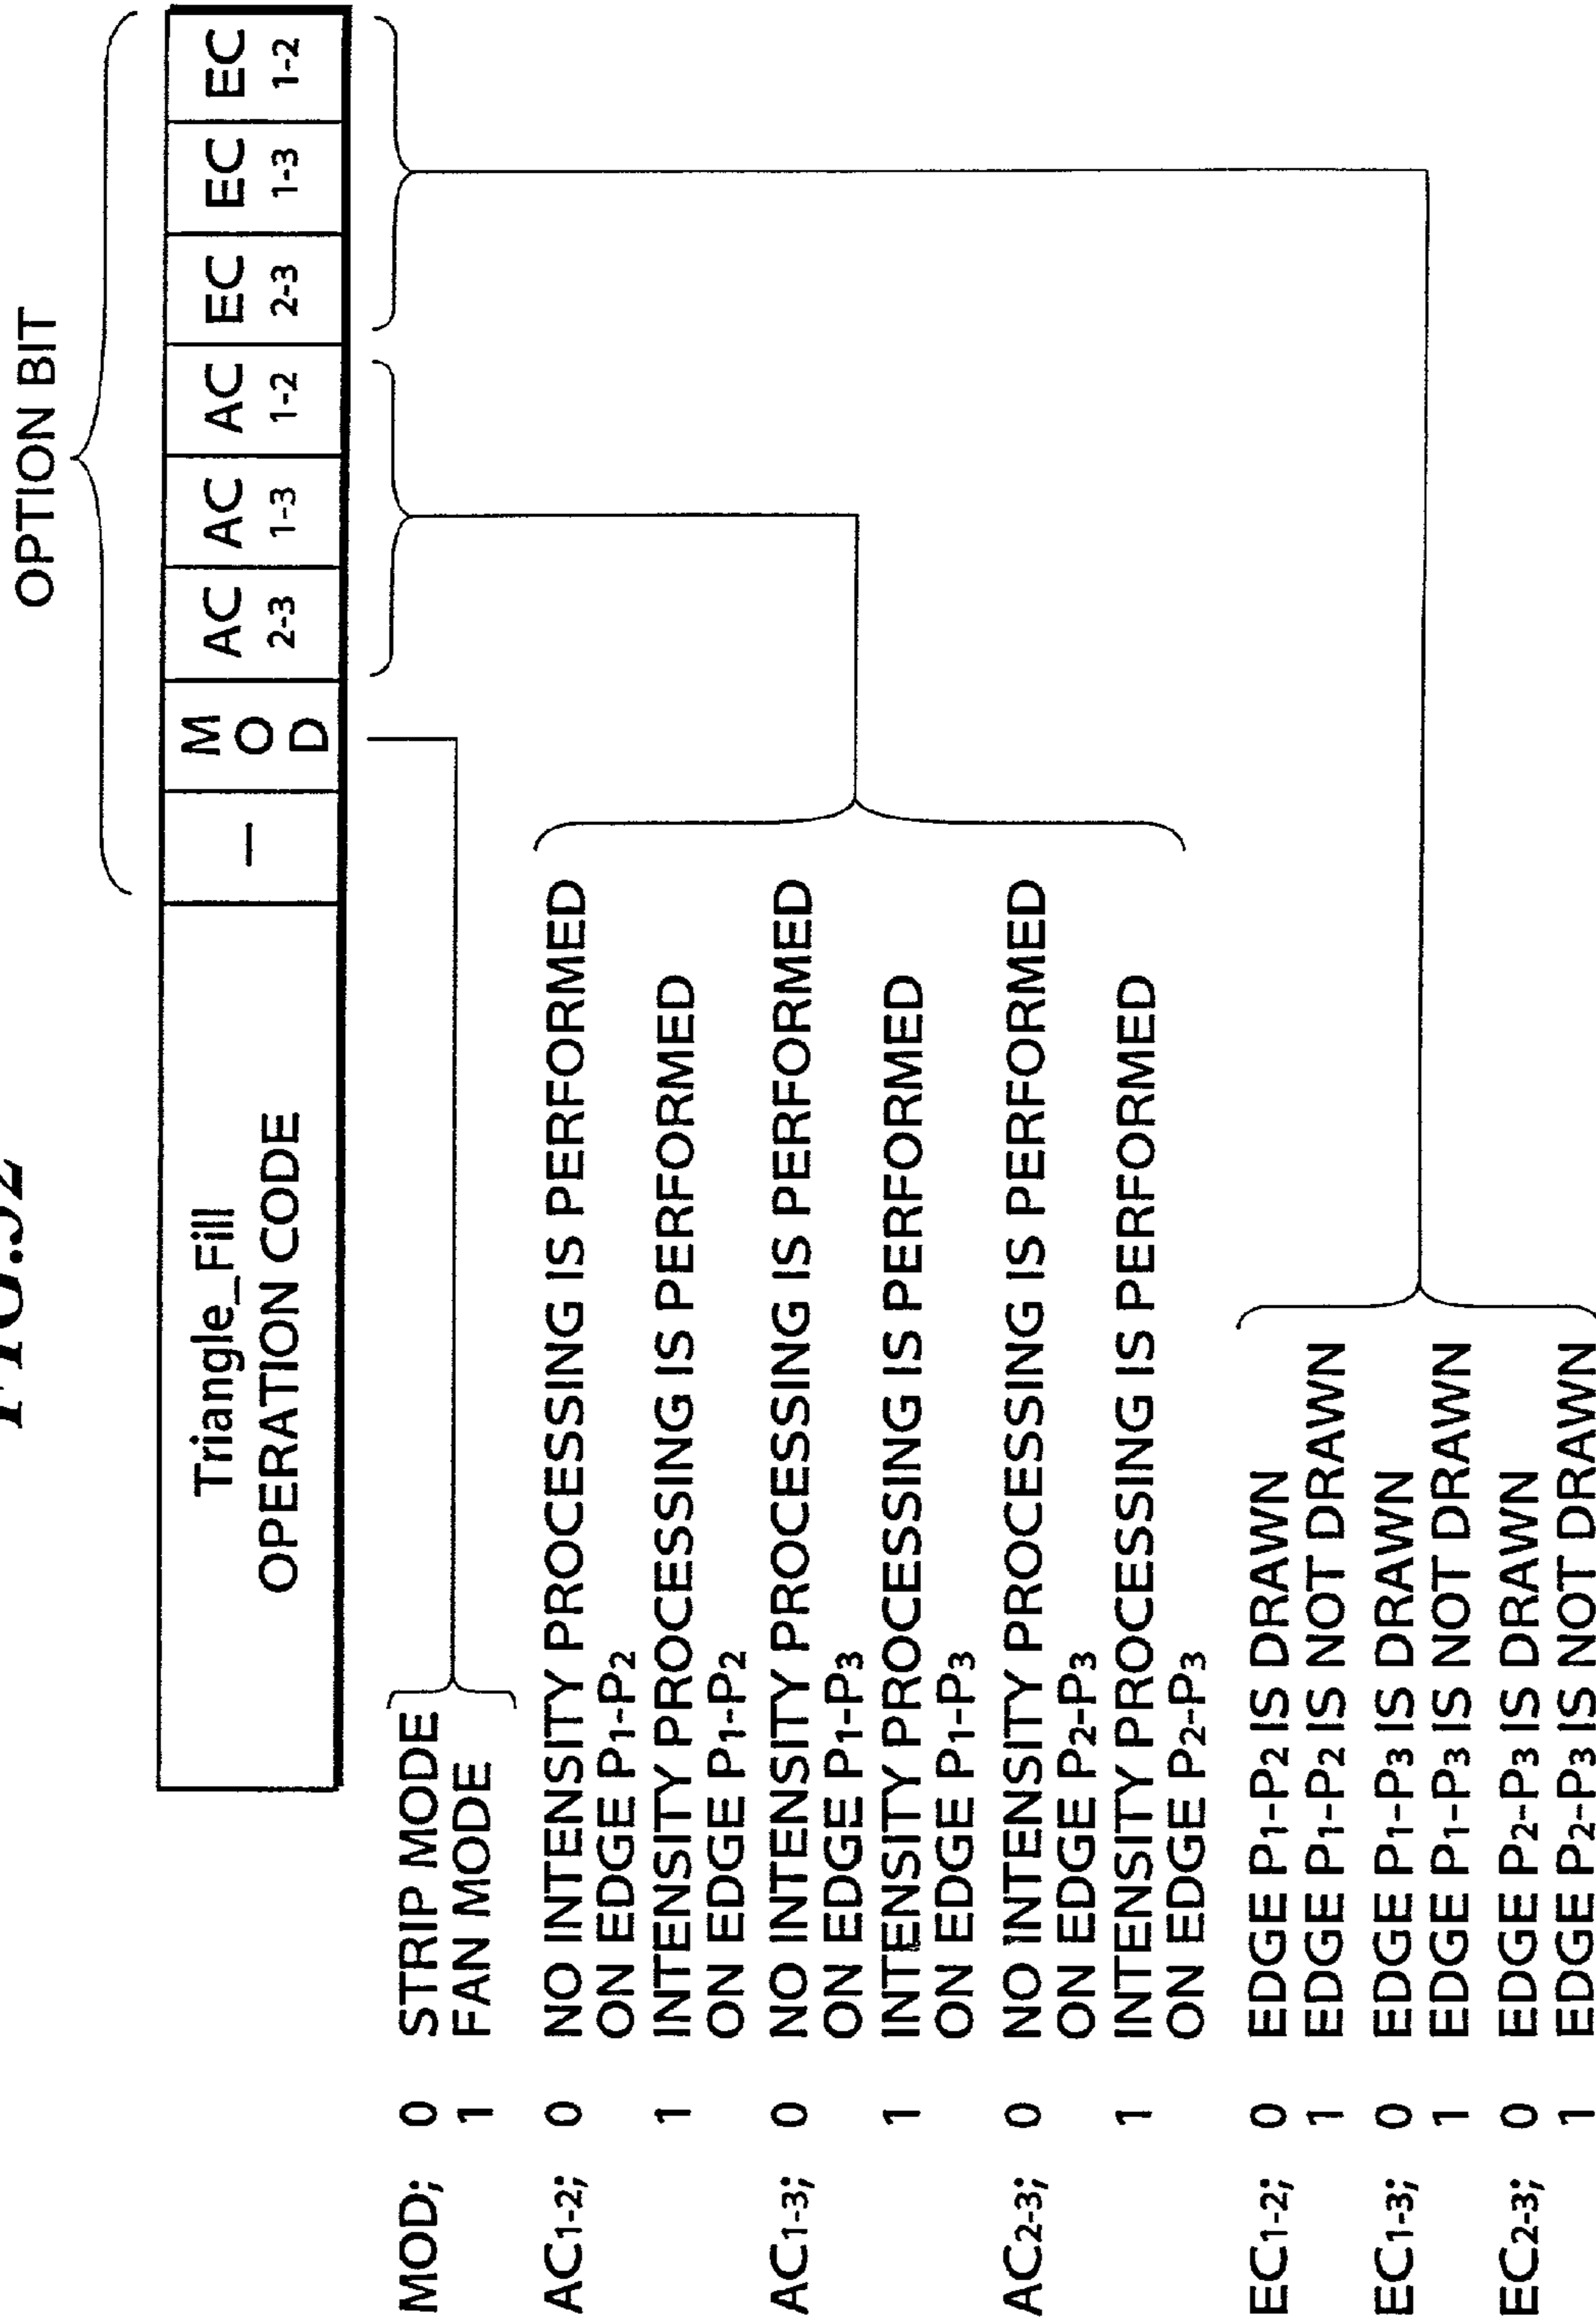 OPTION BIT
Triangle_Fill
OPERATION CODE
— M O D AC 2-3 AC 1-3 AC 1-2 EC 2-3 EC 1-3 EC 1-2
MOD; 0 STRIP MODE
1 FAN MODE
AC1-2; 0 NO INTENSITY PROCESSING IS PERFORMED
ON EDGE P1-P2
1 INTENSITY PROCESSING IS PERFORMED
ON EDGE P1-P2
AC1-3; 0 NO INTENSITY PROCESSING IS PERFORMED
ON EDGE P1-P3
1 INTENSITY PROCESSING IS PERFORMED
ON EDGE P1-P3
AC2-3; 0 NO INTENSITY PROCESSING IS PERFORMED
ON EDGE P2-P3
1 INTENSITY PROCESSING IS PERFORMED
ON EDGE P2-P3
EC1-2; 0 EDGE P1-P2 IS DRAWN
1 EDGE P1-P2 IS NOT DRAWN
EC1-3; 0 EDGE P1-P3 IS DRAWN
1 EDGE P1-P3 IS NOT DRAWN
EC2-3; 0 EDGE P2-P3 IS DRAWN
1 EDGE P2-P3 IS NOT DRAWN